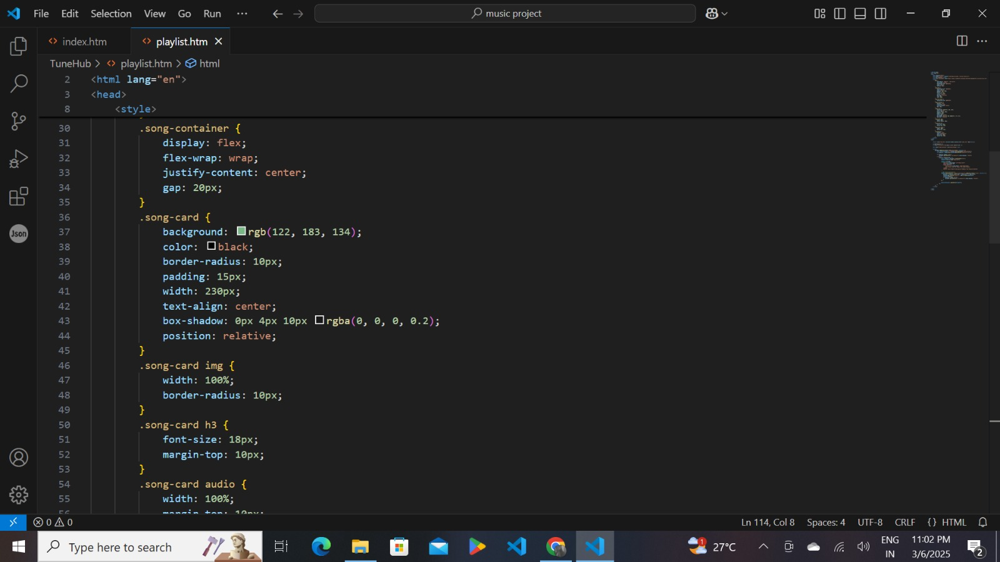 File Edit Selection View Go Run ··· music project
index.htm playlist.htm
TuneHub > playlist.htm > html
2 <html lang="en">
3 <head>
8 <style>
30 .song-container {
31 display: flex;
32 flex-wrap: wrap;
33 justify-content: center;
34 gap: 20px;
35 }
36 .song-card {
37 background: rgb(122, 183, 134);
38 color: black;
39 border-radius: 10px;
40 padding: 15px;
41 width: 230px;
42 text-align: center;
43 box-shadow: 0px 4px 10px rgba(0, 0, 0, 0.2);
44 position: relative;
45 }
46 .song-card img {
47 width: 100%;
48 border-radius: 10px;
49 }
50 .song-card h3 {
51 font-size: 18px;
52 margin-top: 10px;
53 }
54 .song-card audio {
55 width: 100%;
56 margin-top: 10px;
Json
0 0 Ln 114, Col 8 Spaces: 4 UTF-8 CRLF {} HTML
Type here to search 1 27°C ENG IN 11:02 PM 3/6/2025 2